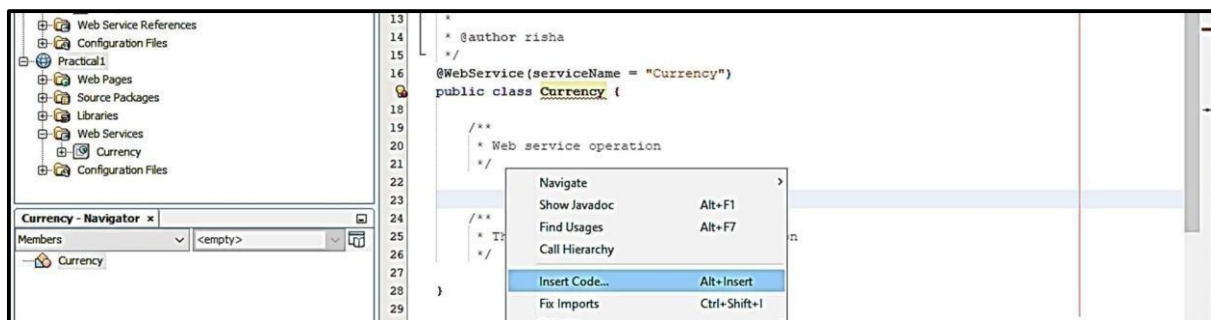 Web Service References
Configuration Files
Practical1
Web Pages
Source Packages
Libraries
Web Services
Currency
Configuration Files
Currency - Navigator ×
Members
<empty>
Currency
13 *
14 * @author risha
15 */
16 @WebService(serviceName = "Currency")
public class Currency {
18
19 /**
20 * Web service operation
21 */
22
23
24 /**
25 * Th
26 */
27
28 }
29
Navigate >
Show Javadoc Alt+F1
Find Usages Alt+F7
Call Hierarchy
Insert Code... Alt+Insert
Fix Imports Ctrl+Shift+I